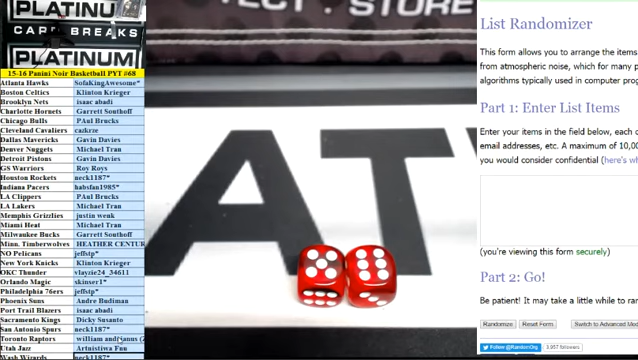 PLATINUM
CARD BREAKS
PLATINUM
15-16 Panini Noir Basketball PYT #68
Atlanta Hawks SofaKingAwesome*
Boston Celtics Klinton Krieger
Brooklyn Nets isaac abadi
Charlotte Hornets Garrett Southoff
Chicago Bulls PAul Brucks
Cleveland Cavaliers cazkrze
Dallas Mavericks Gavin Davies
Denver Nuggets Michael Tran
Detroit Pistons Gavin Davies
GS Warriors Roy Roys
Houston Rockets neck1187*
Indiana Pacers habsfan1985*
LA Clippers PAul Brucks
LA Lakers Michael Tran
Memphis Grizzlies justin wenk
Miami Heat Michael Tran
Milwaukee Bucks Garrett Southoff
Minn. Timberwolves HEATHER CENTUR
NO Pelicans jeffstp*
New York Knicks Klinton Krieger
OKC Thunder vlayzie24_34611
Orlando Magic skinser1*
Philadelphia 76ers jeffstp*
Phoenix Suns Andre Budiman
Port Trail Blazers isaac abadi
Sacramento Kings Dicky Susanto
San Antonio Spurs neck1187*
Toronto Raptors william
Utah Jazz
Wash Wizards neck1187*
TECT · STORE
AT
List Randomizer
This form allows you to arrange the items
from atmospheric noise, which for many p
algorithms typically used in computer prog
Part 1: Enter List Items
Enter your items in the field below, each o
email addresses, etc. A maximum of 10,00
you would consider confidential (here's w
(you're viewing this form securely)
Part 2: Go!
Be patient! It may take a little while to ran
Randomize Reset Form Switch to Advanced Mod
Follow @RandomOrg 3,957 followers